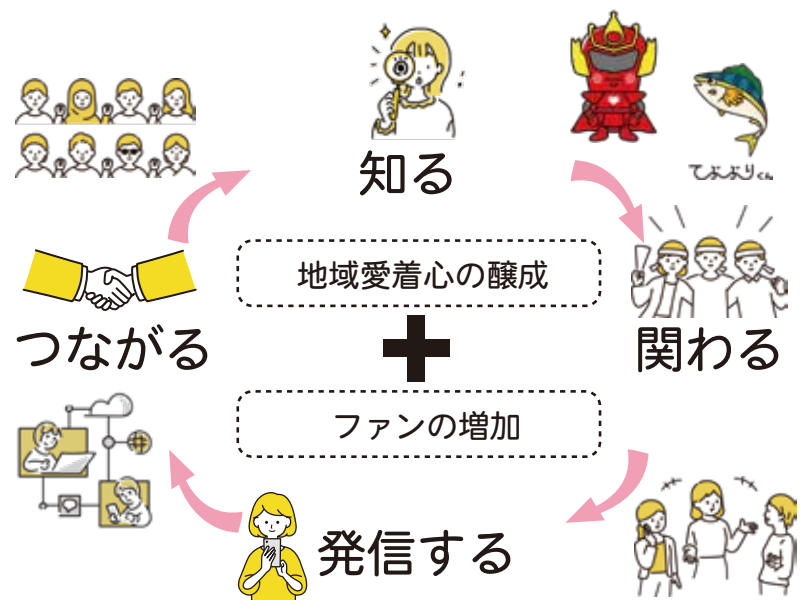 知る
てぶぶりくん
地域愛着心の醸成
つながる
関わる
ファンの増加
発信する